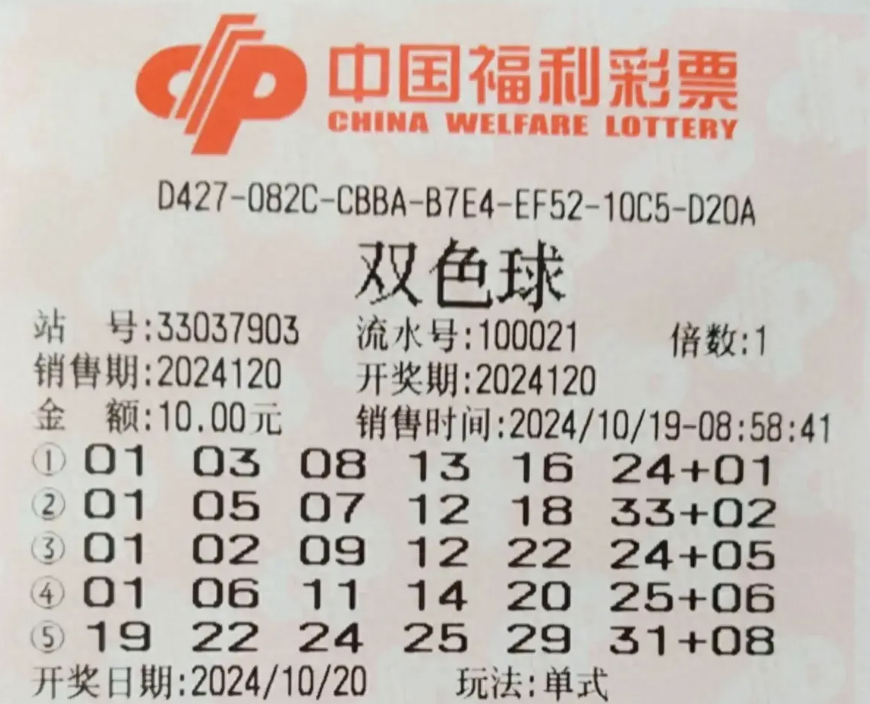 中国福利彩票
CHINA WELFARE LOTTERY
D427-082C-CBBA-B7E4-EF52-10C5-D20A
双色球
站 号:33037903 流水号:100021 倍数:1
销售期:2024120 开奖期:2024120
金 额:10.00元 销售时间:2024/10/19-08:58:41
① 01 03 08 13 16 24+01
② 01 05 07 12 18 33+02
③ 01 02 09 12 22 24+05
④ 01 06 11 14 20 25+06
⑤ 19 22 24 25 29 31+08
开奖日期:2024/10/20 玩法:单式